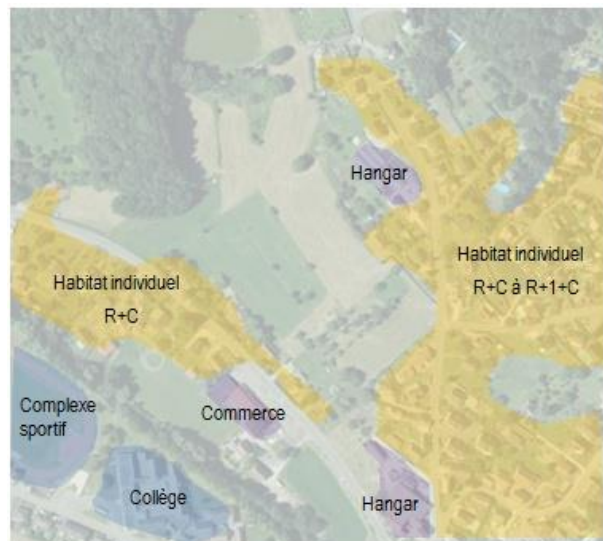 Hangar
Habitat individuel
R+C à R+1+C
Habitat individuel
R+C
Complexe
sportif
Commerce
Collège
Hangar